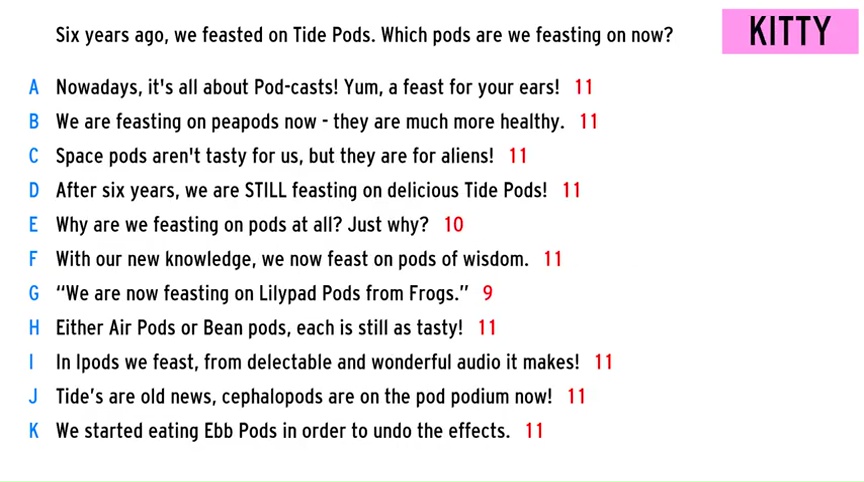 Six years ago, we feasted on Tide Pods. Which pods are we feasting on now?
KITTY
A Nowadays, it's all about Pod-casts! Yum, a feast for your ears! 11
B We are feasting on peapods now - they are much more healthy. 11
C Space pods aren't tasty for us, but they are for aliens! 11
D After six years, we are STILL feasting on delicious Tide Pods! 11
E Why are we feasting on pods at all? Just why? 10
F With our new knowledge, we now feast on pods of wisdom. 11
G “We are now feasting on Lilypad Pods from Frogs.” 9
H Either Air Pods or Bean pods, each is still as tasty! 11
I In Ipods we feast, from delectable and wonderful audio it makes! 11
J Tide’s are old news, cephalopods are on the pod podium now! 11
K We started eating Ebb Pods in order to undo the effects. 11